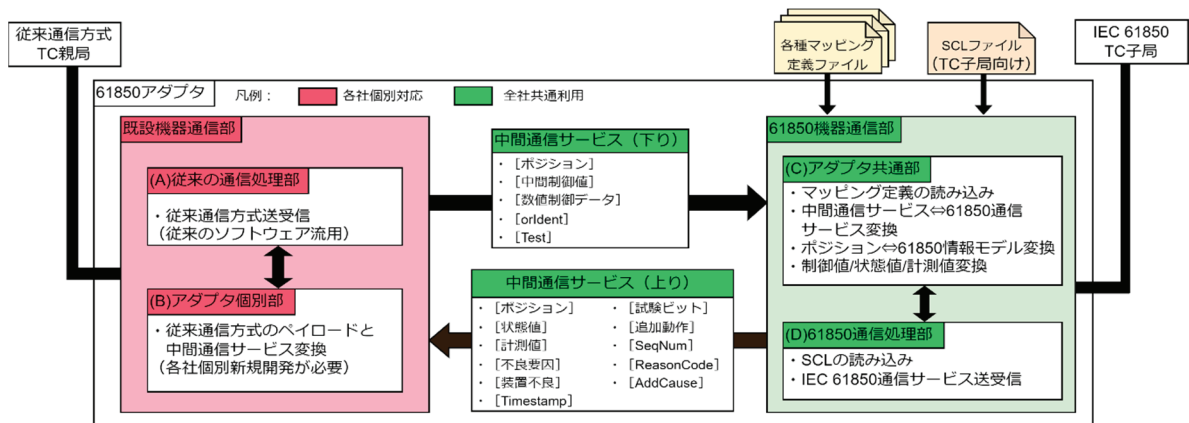 従来通信方式
TC親局
各種マッピング
定義ファイル
SCLファイル
(TC子局向け)
IEC 61850
TC子局
61850アダプタ
凡例：
各社個別対応
全社共通利用
既設機器通信部
(A)従来の通信処理部
・従来通信方式送受信
(従来のソフトウェア流用)
(B)アダプタ個別部
・従来通信方式のペイロードと
中間通信サービス変換
(各社個別新規開発が必要)
中間通信サービス（下り）
・［ポジション］
・［中間制御値］
・［数値制御データ］
・［orIdent］
・［Test］
中間通信サービス（上り）
・［ポジション］
・［状態値］
・［計測値］
・［不良要因］
・［装置不良］
・［Timestamp］
・［試験ビット］
・［追加動作］
・［SeqNum］
・［ReasonCode］
・［AddCause］
61850機器通信部
(C)アダプタ共通部
・マッピング定義の読み込み
・中間通信サービス⇔61850通信
サービス変換
・ポジション⇔61850情報モデル変換
・制御値/状態値/計測値変換
(D)61850通信処理部
・SCLの読み込み
・IEC 61850通信サービス送受信